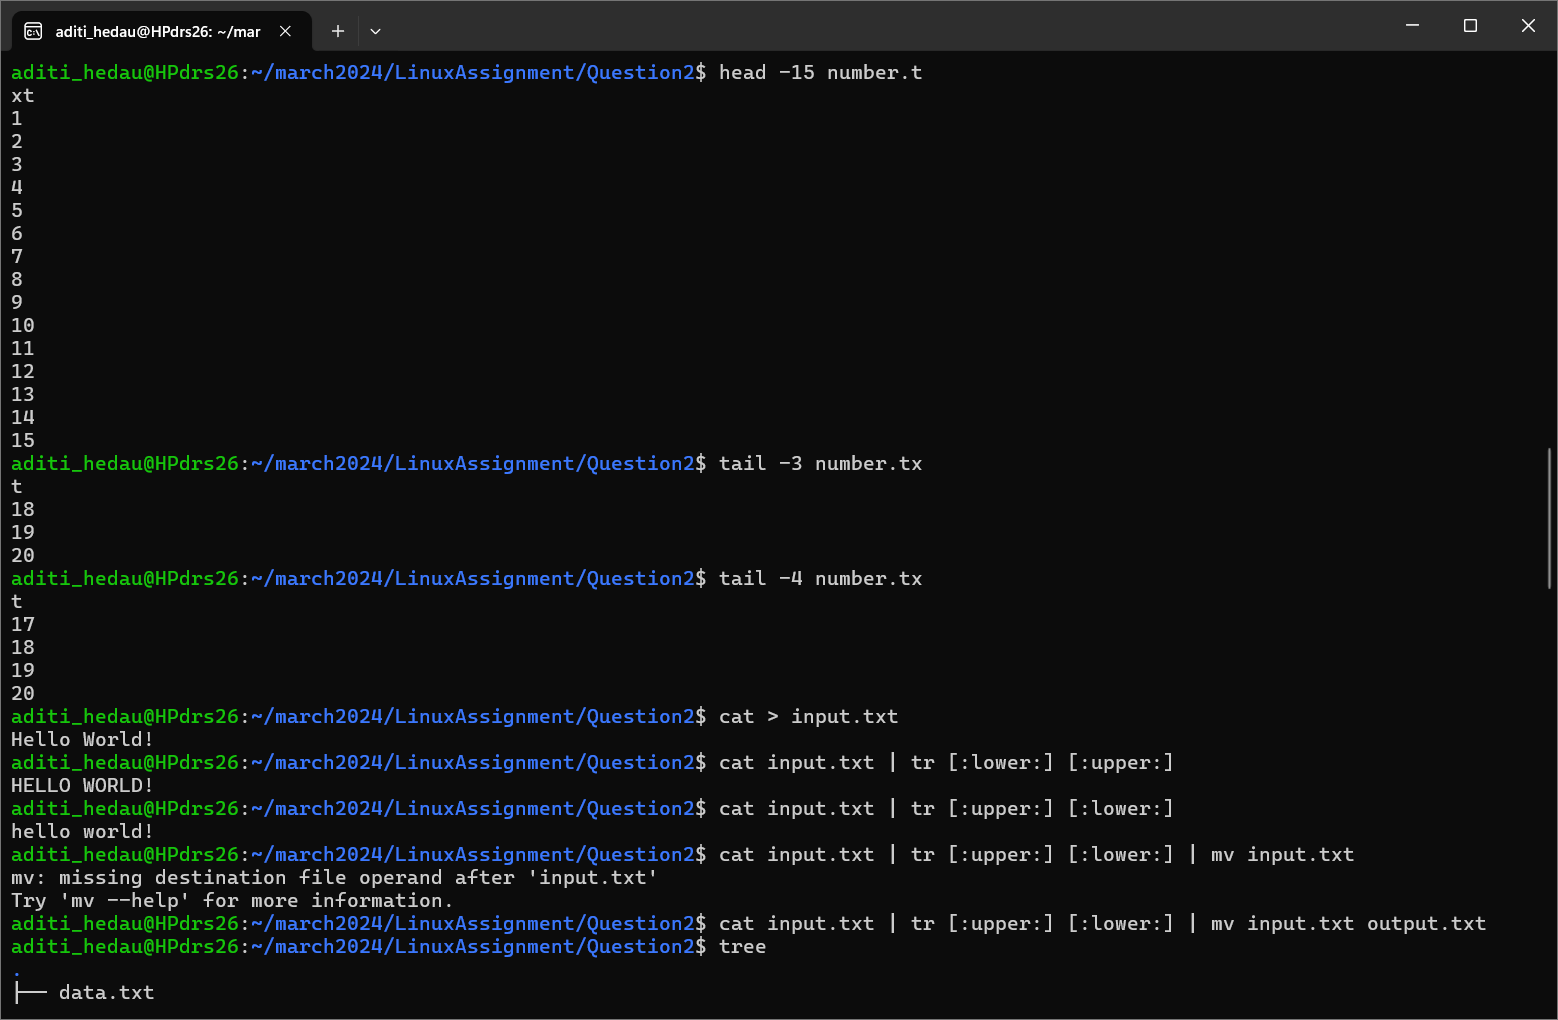 aditi_hedau@HPdrs26: ~/mar
aditi_hedau@HPdrs26:~/march2024/LinuxAssignment/Question2$ head -15 number.t
xt
1
2
3
4
5
6
7
8
9
10
11
12
13
14
15
aditi_hedau@HPdrs26:~/march2024/LinuxAssignment/Question2$ tail -3 number.tx
t
18
19
20
aditi_hedau@HPdrs26:~/march2024/LinuxAssignment/Question2$ tail -4 number.tx
t
17
18
19
20
aditi_hedau@HPdrs26:~/march2024/LinuxAssignment/Question2$ cat > input.txt
Hello World!
aditi_hedau@HPdrs26:~/march2024/LinuxAssignment/Question2$ cat input.txt | tr [:lower:] [:upper:]
HELLO WORLD!
aditi_hedau@HPdrs26:~/march2024/LinuxAssignment/Question2$ cat input.txt | tr [:upper:] [:lower:]
hello world!
aditi_hedau@HPdrs26:~/march2024/LinuxAssignment/Question2$ cat input.txt | tr [:upper:] [:lower:] | mv input.txt
mv: missing destination file operand after 'input.txt'
Try 'mv --help' for more information.
aditi_hedau@HPdrs26:~/march2024/LinuxAssignment/Question2$ cat input.txt | tr [:upper:] [:lower:] | mv input.txt output.txt
aditi_hedau@HPdrs26:~/march2024/LinuxAssignment/Question2$ tree
.
├── data.txt